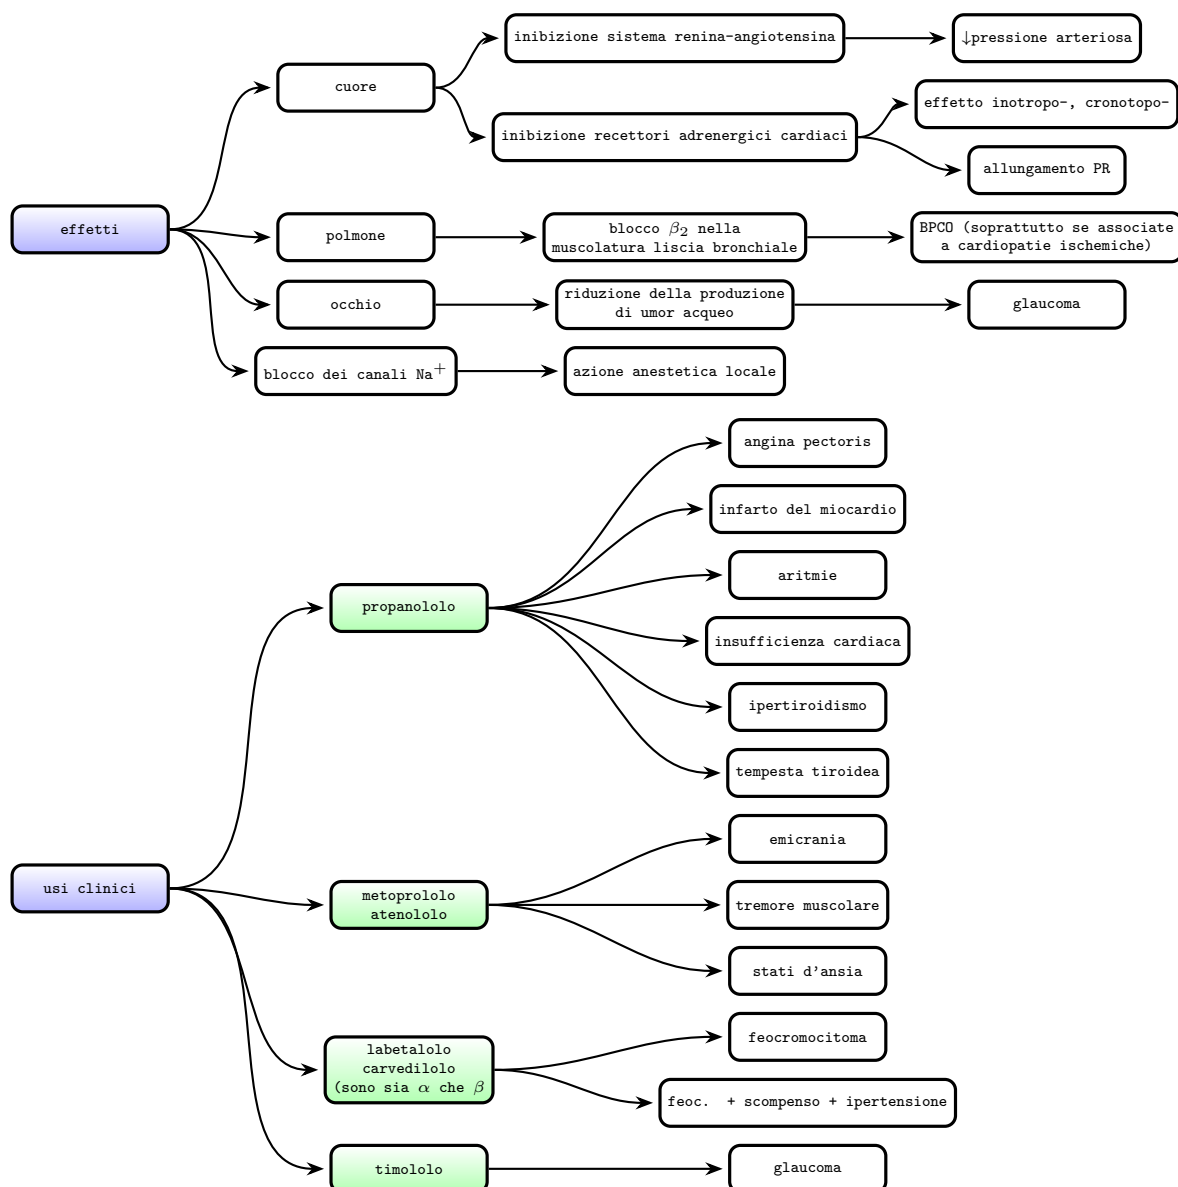 inibizione sistema renina-angiotensina
↓pressione arteriosa
cuore
effetto inotropo-, cronotopo-
inibizione recettori adrenergici cardiaci
allungamento PR
effetti
polmone
blocco β₂ nella
muscolatura liscia bronchiale
BPCO (soprattutto se associate
a cardiopatie ischemiche)
occhio
riduzione della produzione
di umor acqueo
glaucoma
blocco dei canali Na⁺
azione anestetica locale
angina pectoris
infarto del miocardio
aritmie
propanololo
insufficienza cardiaca
ipertiroidismo
tempesta tiroidea
emicrania
usi clinici
metoprololo
atenololo
tremore muscolare
stati d'ansia
feocromocitoma
labetalolo
carvedilolo
(sono sia α che β
feoc. + scompenso + ipertensione
timololo
glaucoma